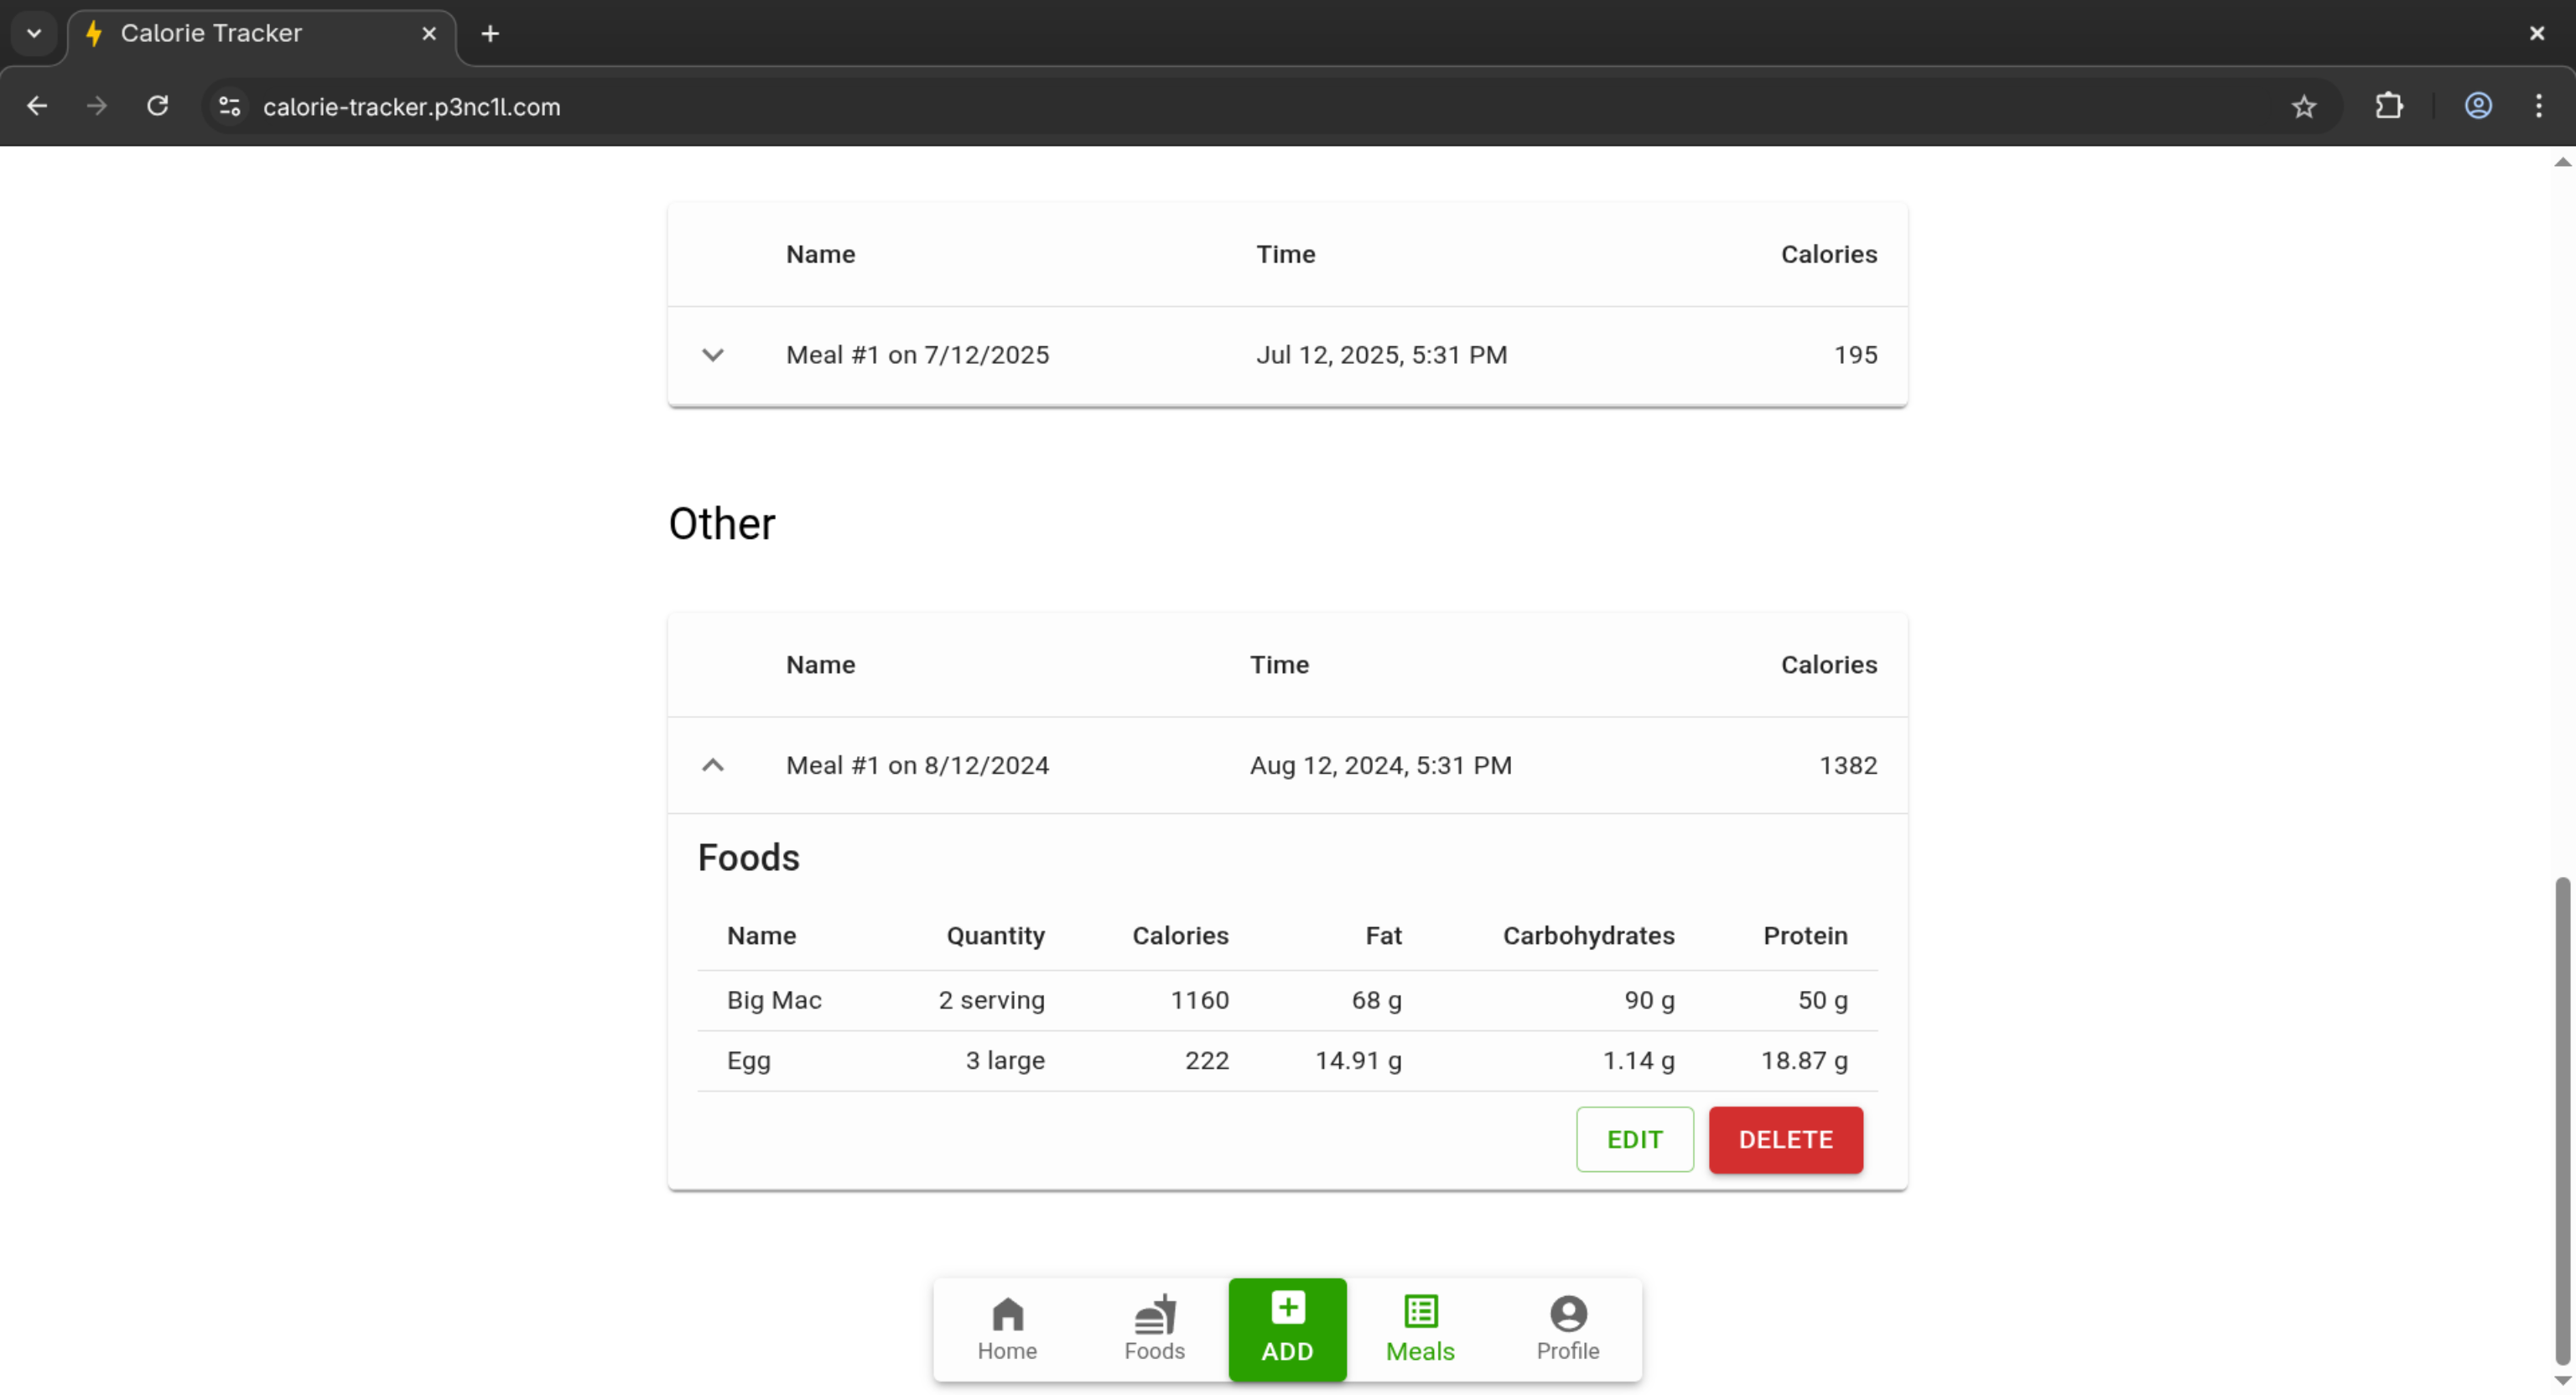 Calorie Tracker
calorie-tracker.p3nc1l.com
Name Time Calories
Meal #1 on 7/12/2025 Jul 12, 2025, 5:31 PM 195
Other
Name Time Calories
Meal #1 on 8/12/2024 Aug 12, 2024, 5:31 PM 1382
Foods
Name Quantity Calories Fat Carbohydrates Protein
Big Mac 2 serving 1160 68 g 90 g 50 g
Egg 3 large 222 14.91 g 1.14 g 18.87 g
EDIT DELETE
Home Foods ADD Meals Profile